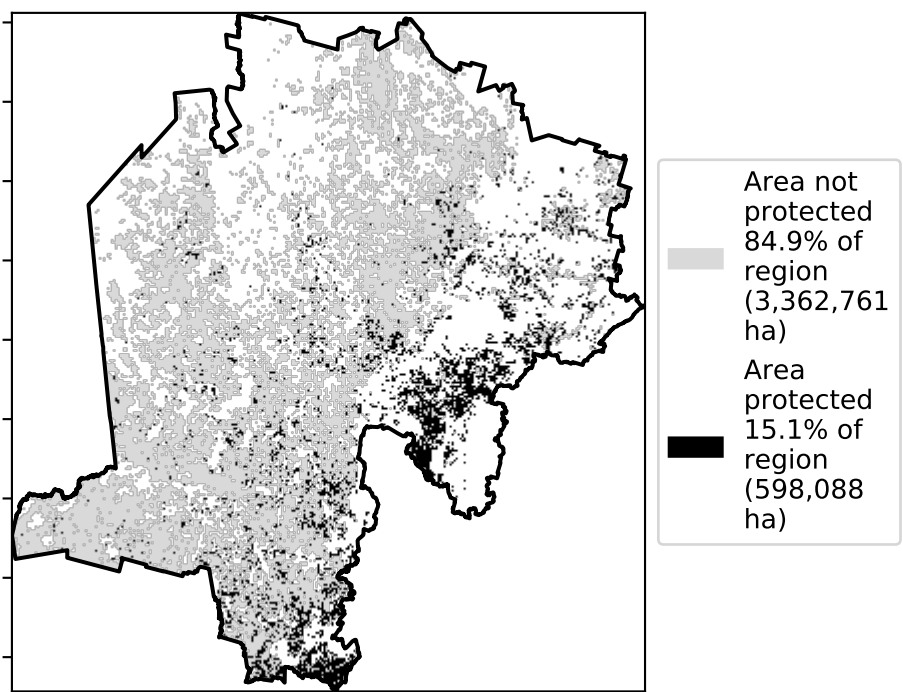 Area not
protected
84.9% of
region
(3,362,761
ha)
Area
protected
15.1% of
region
(598,088
ha)